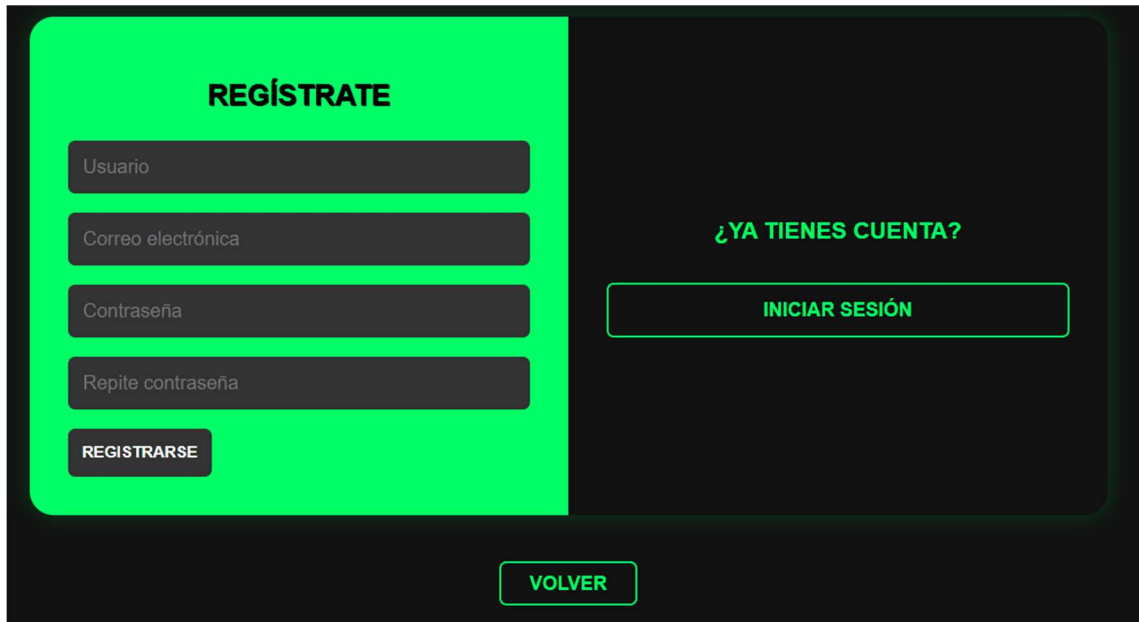 REGÍSTRATE
Usuario
Correo electrónica
Contraseña
Repite contraseña
REGISTRARSE
¿YA TIENES CUENTA?
INICIAR SESIÓN
VOLVER